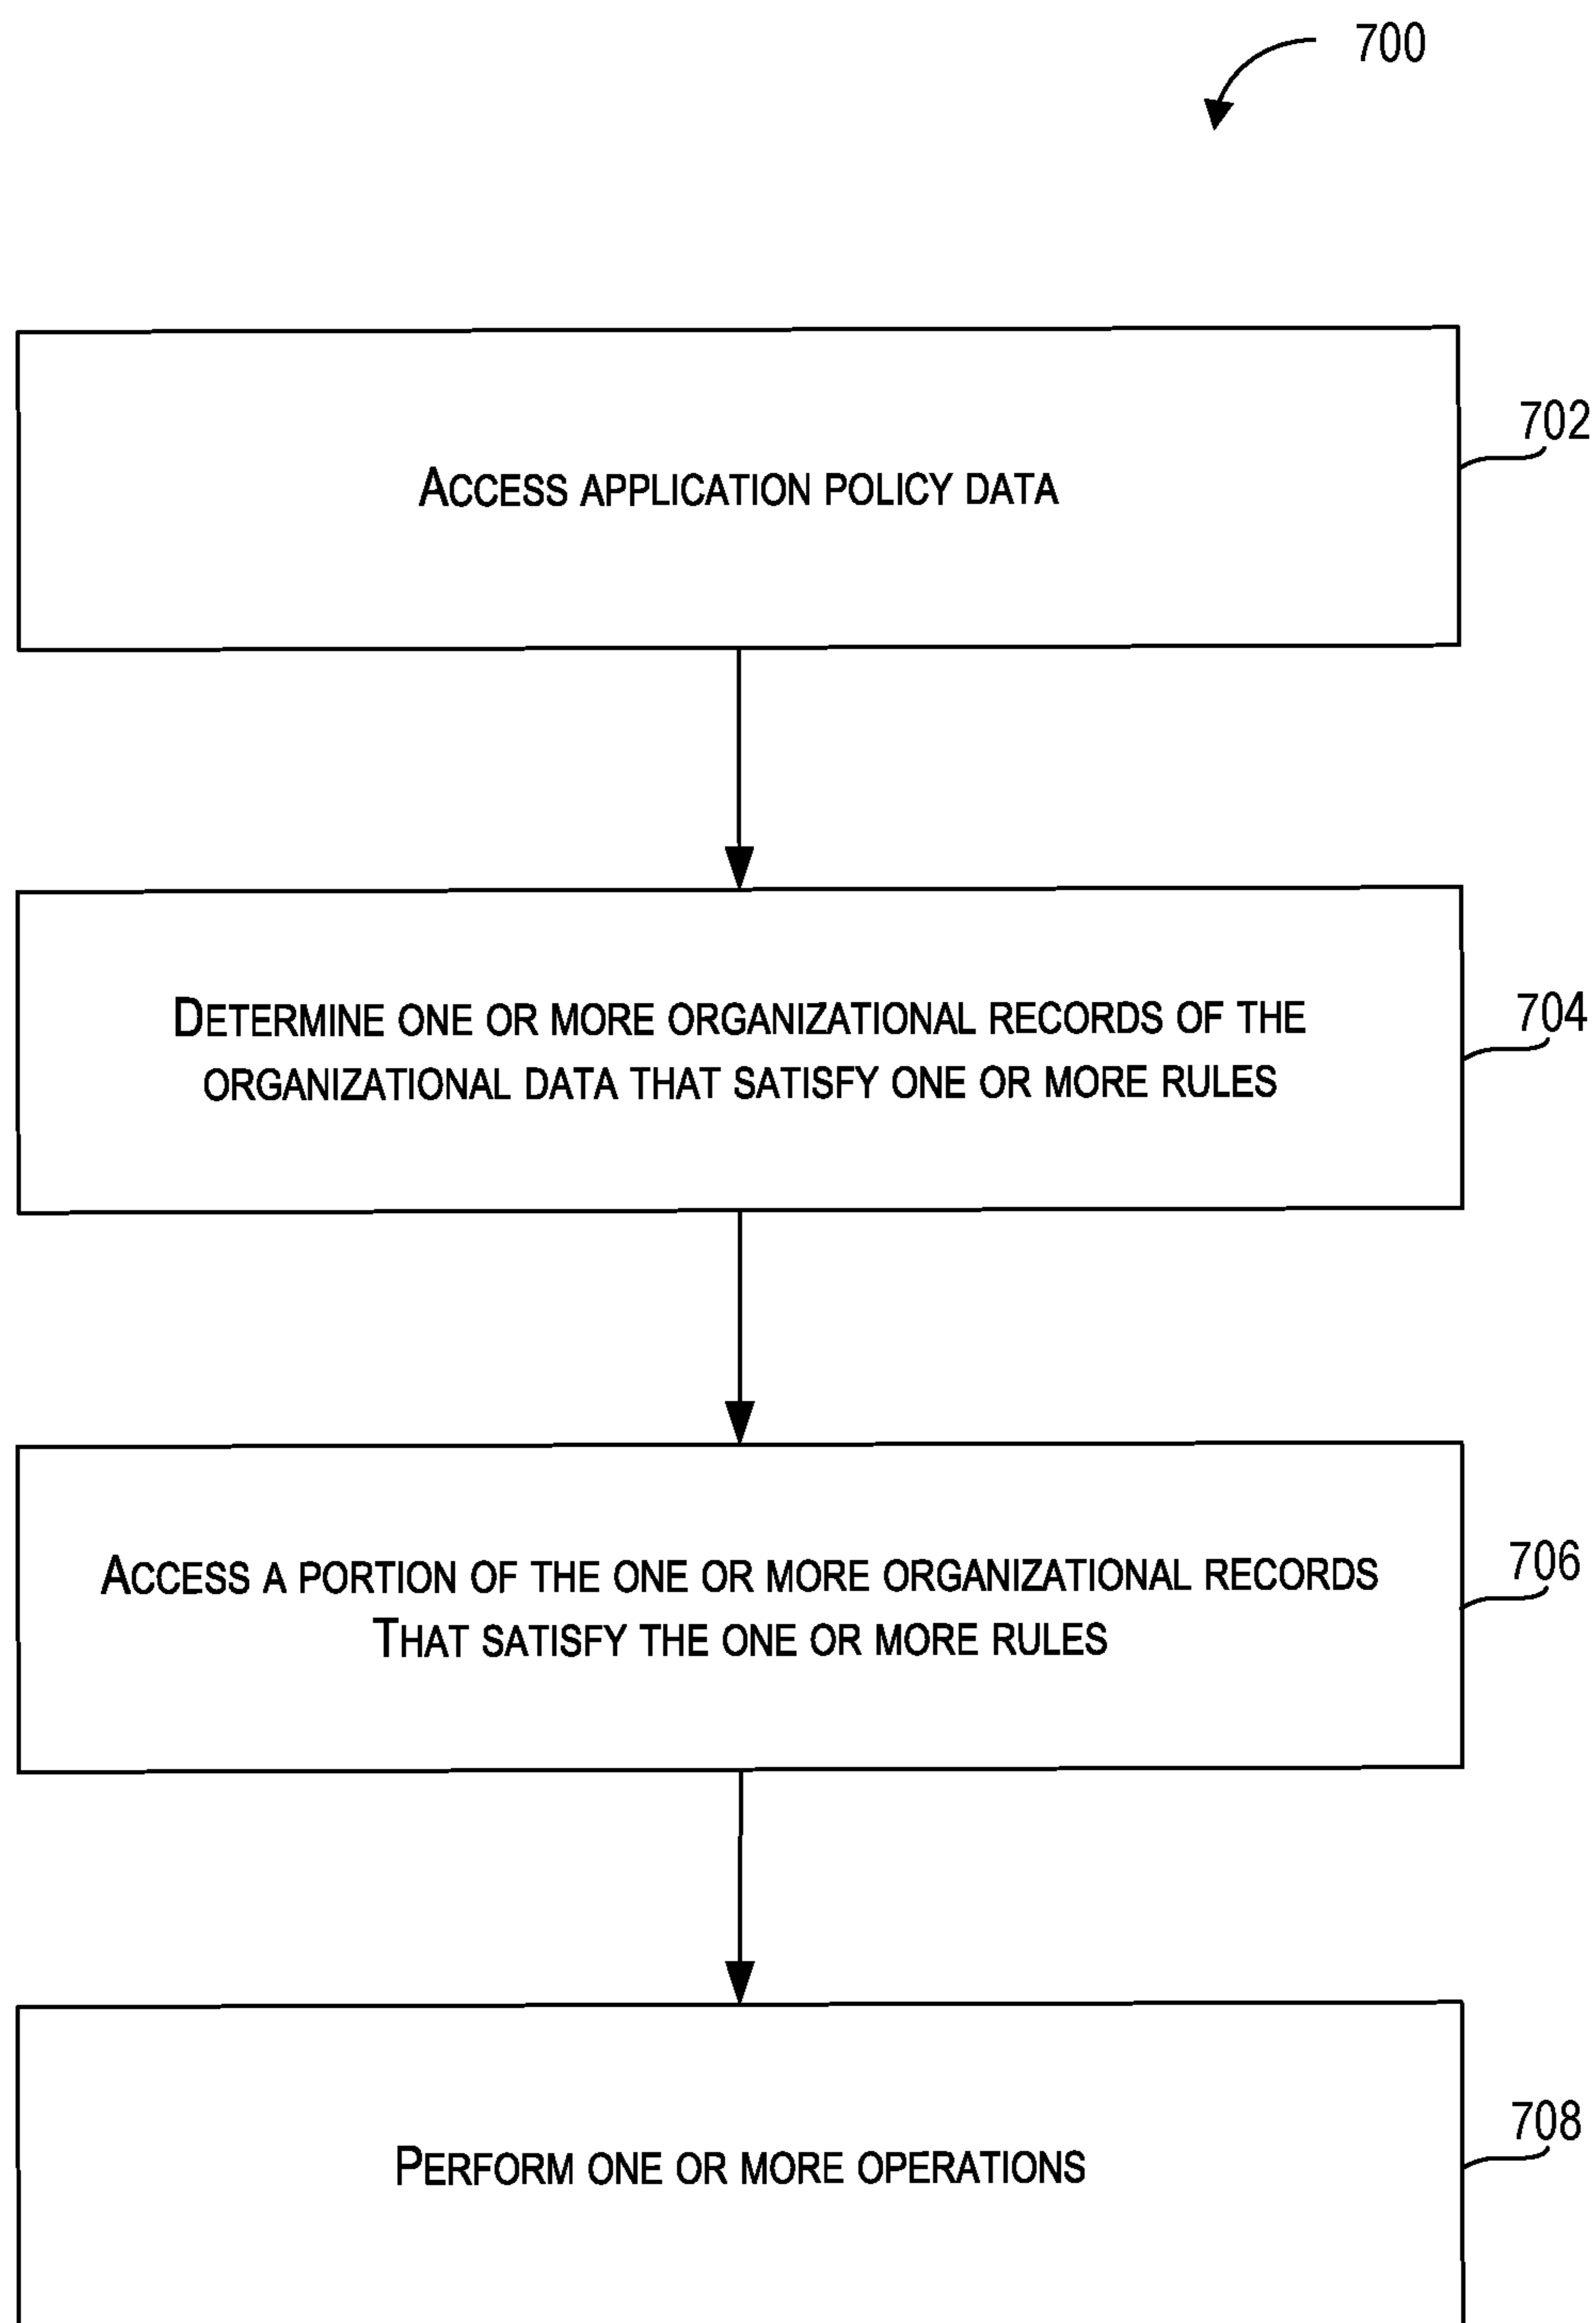 700
702
ACCESS APPLICATION POLICY DATA
704
DETERMINE ONE OR MORE ORGANIZATIONAL RECORDS OF THE
ORGANIZATIONAL DATA THAT SATISFY ONE OR MORE RULES
706
ACCESS A PORTION OF THE ONE OR MORE ORGANIZATIONAL RECORDS
THAT SATISFY THE ONE OR MORE RULES
708
PERFORM ONE OR MORE OPERATIONS